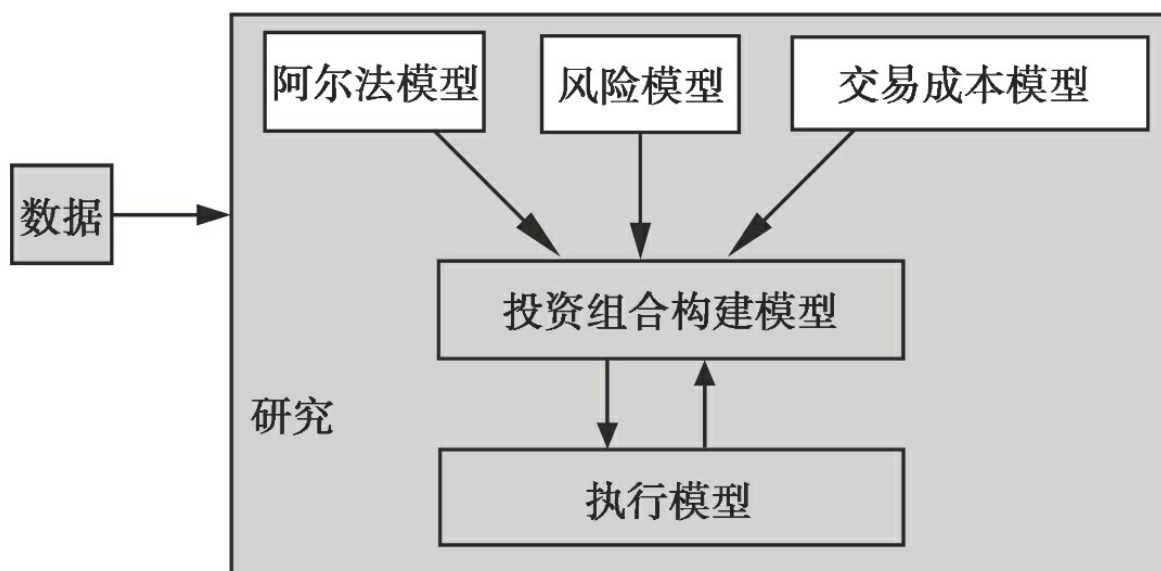 阿尔法模型
风险模型
交易成本模型
数据
投资组合构建模型
研究
执行模型